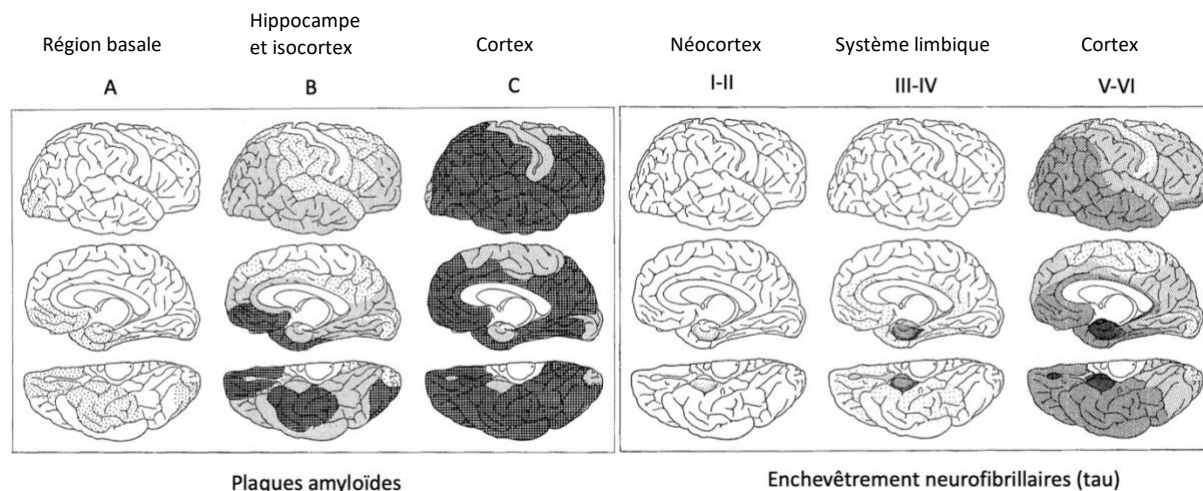 Région basale
Hippocampe
et isocortex
Cortex
Néocortex
Système limbique
Cortex
A
B
C
I-II
III-IV
V-VI
Plaques amyloïdes
Enchevêtrement neurofibrillaires (tau)